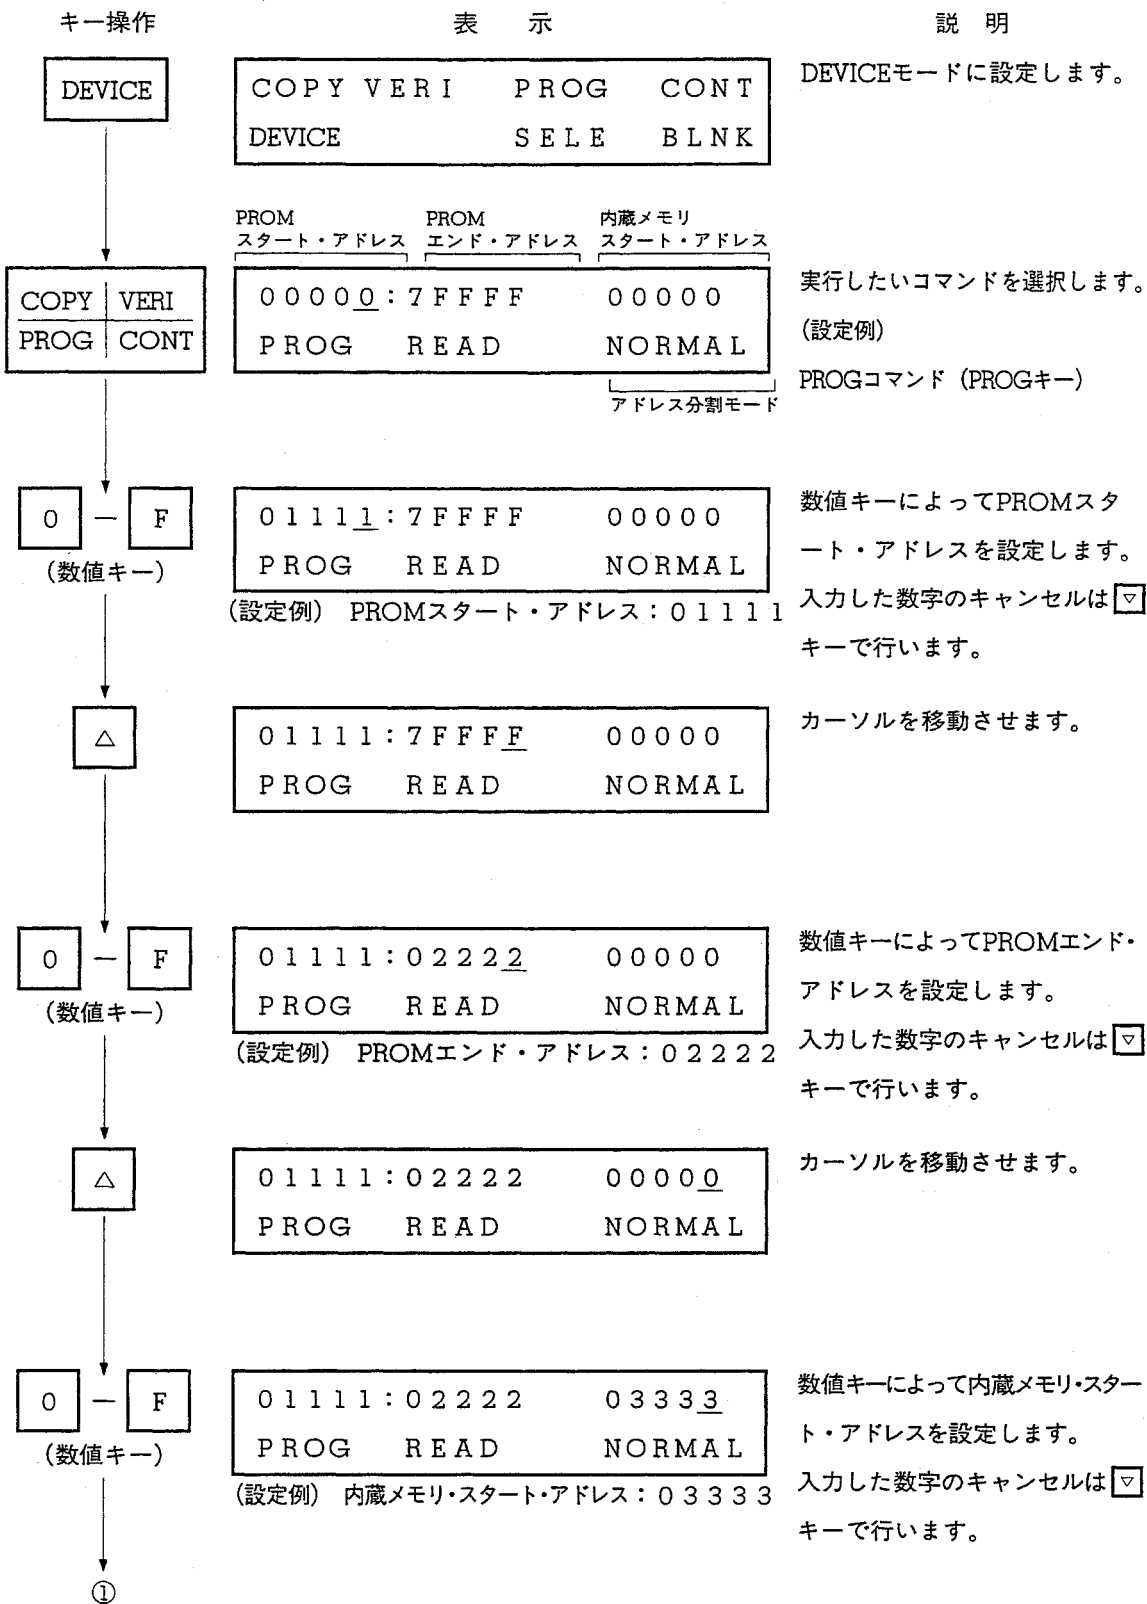 キー操作 表 示 説 明
DEVICE
COPY VERI PROG CONT
DEVICE SELE BLNK
DEVICEモードに設定します。
PROM PROM 内蔵メモリ
スタート・アドレス エンド・アドレス スタート・アドレス
COPY VERI
PROG CONT
00000:7FFFF 00000
PROG READ NORMAL
アドレス分割モード
実行したいコマンドを選択します。
(設定例)
PROGコマンド (PROGキー)
0 ー F
(数値キー)
01111:7FFFF 00000
PROG READ NORMAL
(設定例) PROMスタート・アドレス:01111
数値キーによってPROMスタ
ート・アドレスを設定します。
入力した数字のキャンセルは▽
キーで行います。
△
01111:7FFFF 00000
PROG READ NORMAL
カーソルを移動させます。
0 ー F
(数値キー)
01111:02222 00000
PROG READ NORMAL
(設定例) PROMエンド・アドレス:02222
数値キーによってPROMエンド・
アドレスを設定します。
入力した数字のキャンセルは▽
キーで行います。
△
01111:02222 00000
PROG READ NORMAL
カーソルを移動させます。
0 ー F
(数値キー)
01111:02222 03333
PROG READ NORMAL
(設定例) 内蔵メモリ・スタート・アドレス:03333
数値キーによって内蔵メモリ・スター
ト・アドレスを設定します。
入力した数字のキャンセルは▽
キーで行います。
①